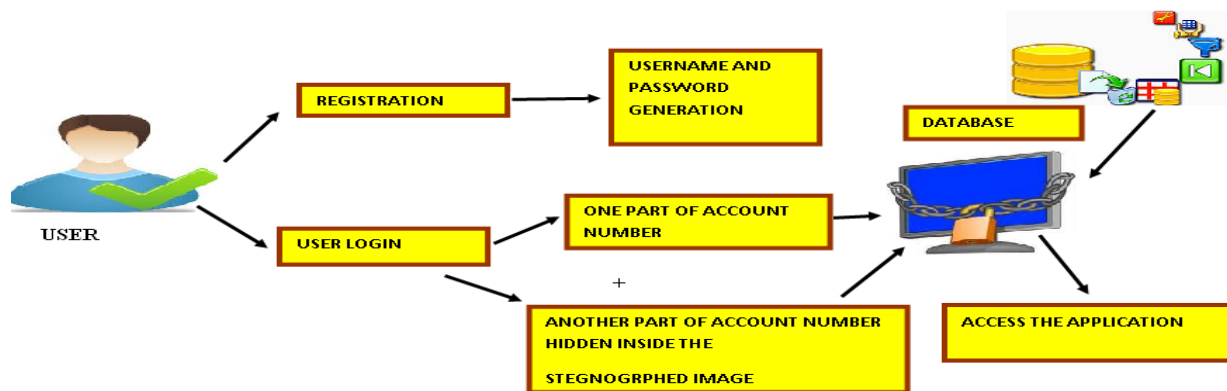 USERNAME AND
PASSWORD
GENERATION
REGISTRATION
DATABASE
USER
USER LOGIN
ONE PART OF ACCOUNT
NUMBER
+
ANOTHER PART OF ACCOUNT NUMBER
HIDDEN INSIDE THE
STEGNOGRPHED IMAGE
ACCESS THE APPLICATION